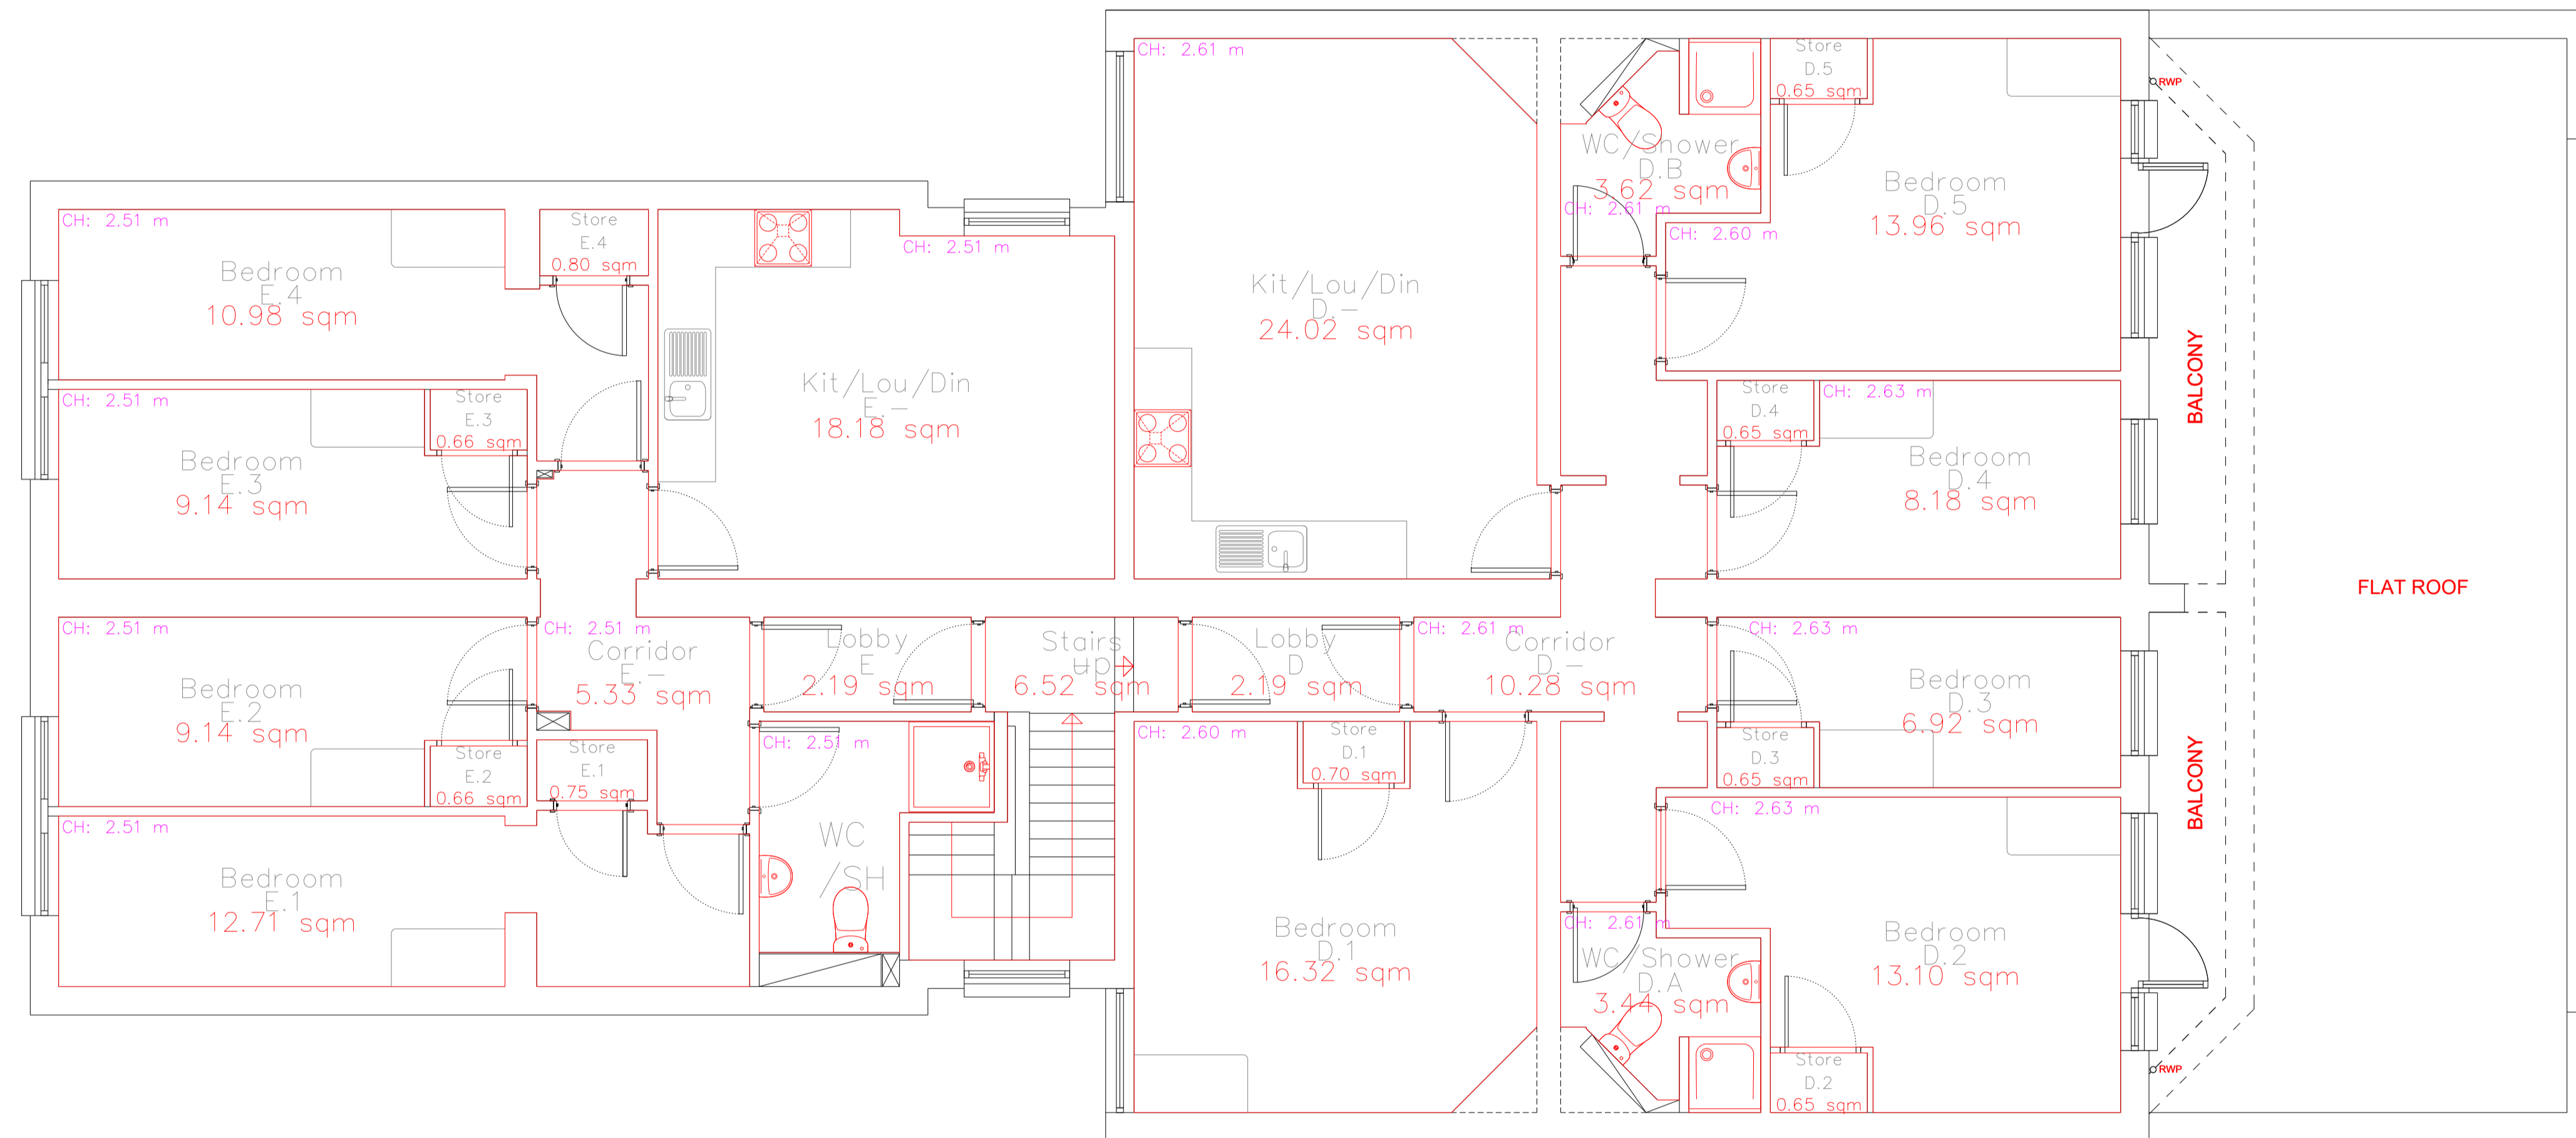 CH: 2.51 m
Bedroom
E.4
10.98 sqm
Store
E.4
0.80 sqm
CH: 2.51 m
Kit/Lou/Din
E.-
18.18 sqm
CH: 2.51 m
Bedroom
E.3
9.14 sqm
Store
E.3
0.66 sqm
CH: 2.51 m
Bedroom
E.2
9.14 sqm
Store
E.2
0.66 sqm
CH: 2.51 m
Corridor
E.-
5.33 sqm
Store
E.1
0.75 sqm
CH: 2.51 m
Bedroom
E.1
12.71 sqm
CH: 2.51 m
WC
/SH
Lobby
E
2.19 sqm
Stairs
up
6.52 sqm
Lobby
D
2.19 sqm
CH: 2.61 m
Corridor
D.-
10.28 sqm
CH: 2.61 m
Kit/Lou/Din
D.-
24.02 sqm
WC/Shower
D.B
3.62 sqm
CH: 2.61 m
Store
D.5
0.65 sqm
CH: 2.60 m
Bedroom
D.5
13.96 sqm
Store
D.4
0.65 sqm
CH: 2.63 m
Bedroom
D.4
8.18 sqm
CH: 2.63 m
Bedroom
D.3
6.92 sqm
Store
D.3
0.65 sqm
CH: 2.60 m
Store
D.1
0.70 sqm
Bedroom
D.1
16.32 sqm
CH: 2.61 m
WC/Shower
D.A
3.44 sqm
CH: 2.63 m
Bedroom
D.2
13.10 sqm
Store
D.2
0.65 sqm
RWP
BALCONY
BALCONY
RWP
FLAT ROOF